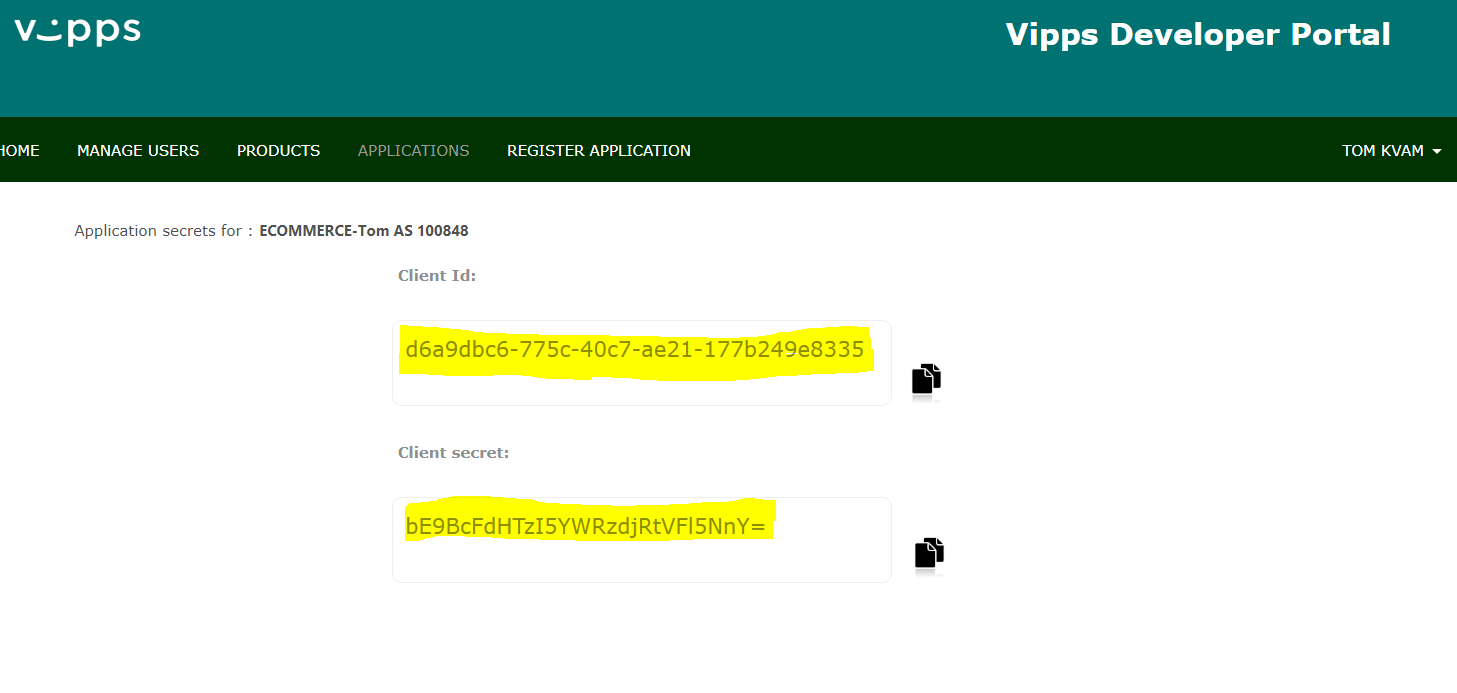 vipps
Vipps Developer Portal
HOME MANAGE USERS PRODUCTS APPLICATIONS REGISTER APPLICATION TOM KVAM
Application secrets for : ECOMMERCE-Tom AS 100848
Client Id:
d6a9dbc6-775c-40c7-ae21-177b249e8335
Client secret:
bE9BcFdHTzI5YWRzdjRtVFl5NnY=